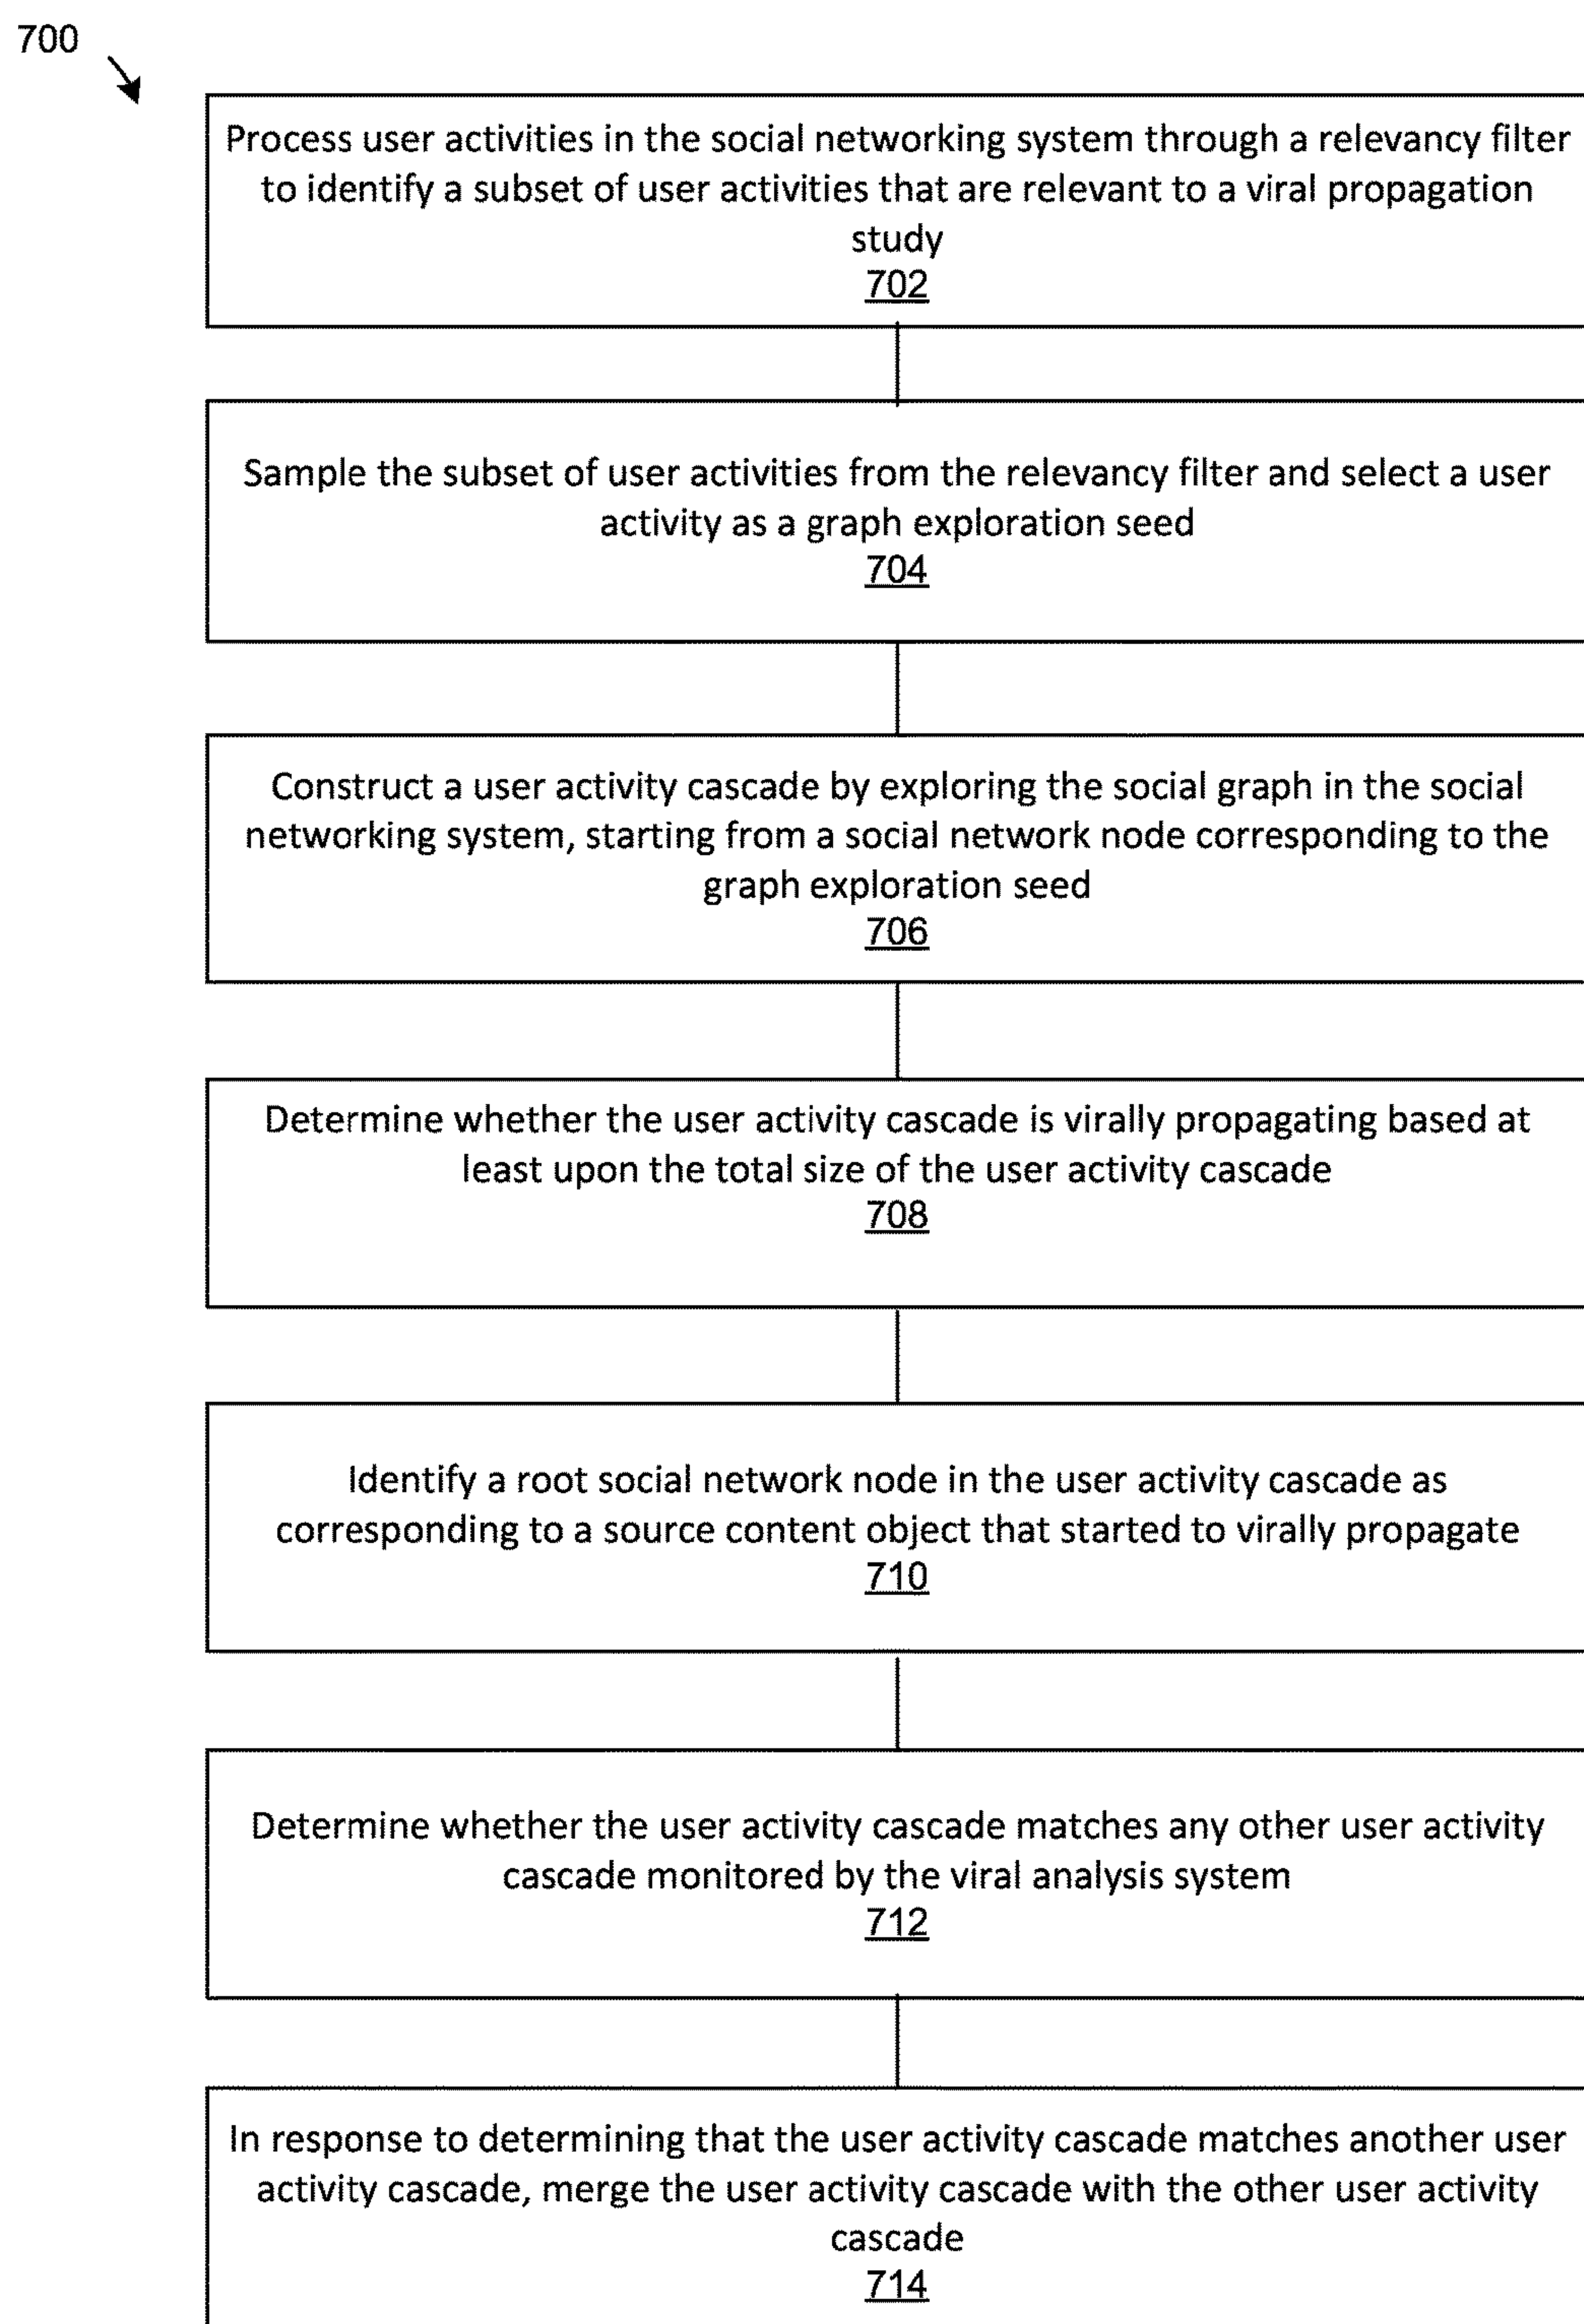 700
Process user activities in the social networking system through a relevancy filter
to identify a subset of user activities that are relevant to a viral propagation
study
702
Sample the subset of user activities from the relevancy filter and select a user
activity as a graph exploration seed
704
Construct a user activity cascade by exploring the social graph in the social
networking system, starting from a social network node corresponding to the
graph exploration seed
706
Determine whether the user activity cascade is virally propagating based at
least upon the total size of the user activity cascade
708
Identify a root social network node in the user activity cascade as
corresponding to a source content object that started to virally propagate
710
Determine whether the user activity cascade matches any other user activity
cascade monitored by the viral analysis system
712
In response to determining that the user activity cascade matches another user
activity cascade, merge the user activity cascade with the other user activity
cascade
714